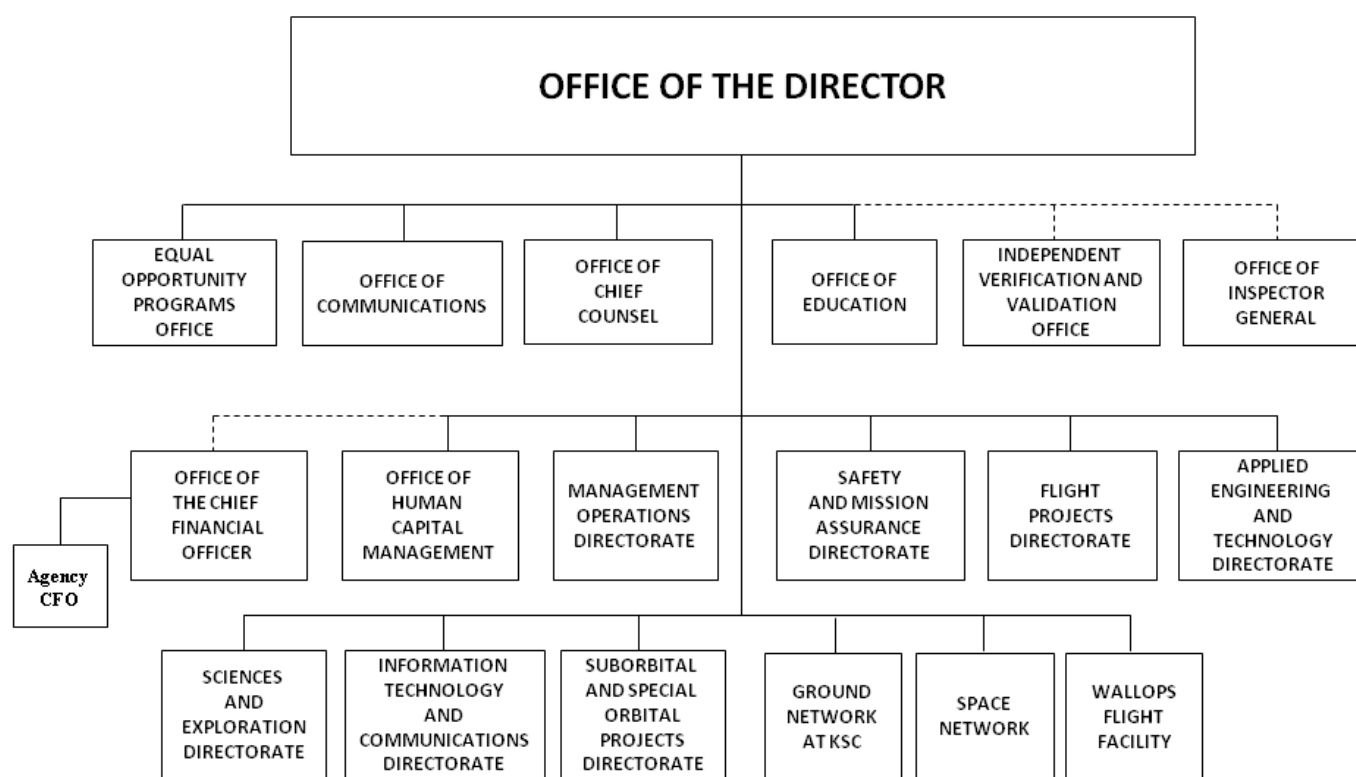 OFFICE OF THE DIRECTOR
EQUAL
OPPORTUNITY
PROGRAMS
OFFICE
OFFICE OF
COMMUNICATIONS
OFFICE OF
CHIEF
COUNSEL
OFFICE OF
EDUCATION
INDEPENDENT
VERIFICATION AND
VALIDATION
OFFICE
OFFICE OF
INSPECTOR
GENERAL
OFFICE OF
THE CHIEF
FINANCIAL
OFFICER
Agency
CFO
OFFICE OF
HUMAN
CAPITAL
MANAGEMENT
MANAGEMENT
OPERATIONS
DIRECTORATE
SAFETY
AND MISSION
ASSURANCE
DIRECTORATE
FLIGHT
PROJECTS
DIRECTORATE
APPLIED
ENGINEERING
AND
TECHNOLOGY
DIRECTORATE
SCIENCES
AND
EXPLORATION
DIRECTORATE
INFORMATION
TECHNOLOGY
AND
COMMUNICATIONS
DIRECTORATE
SUBORBITAL
AND SPECIAL
ORBITAL
PROJECTS
DIRECTORATE
GROUND
NETWORK
AT KSC
SPACE
NETWORK
WALLOPS
FLIGHT
FACILITY